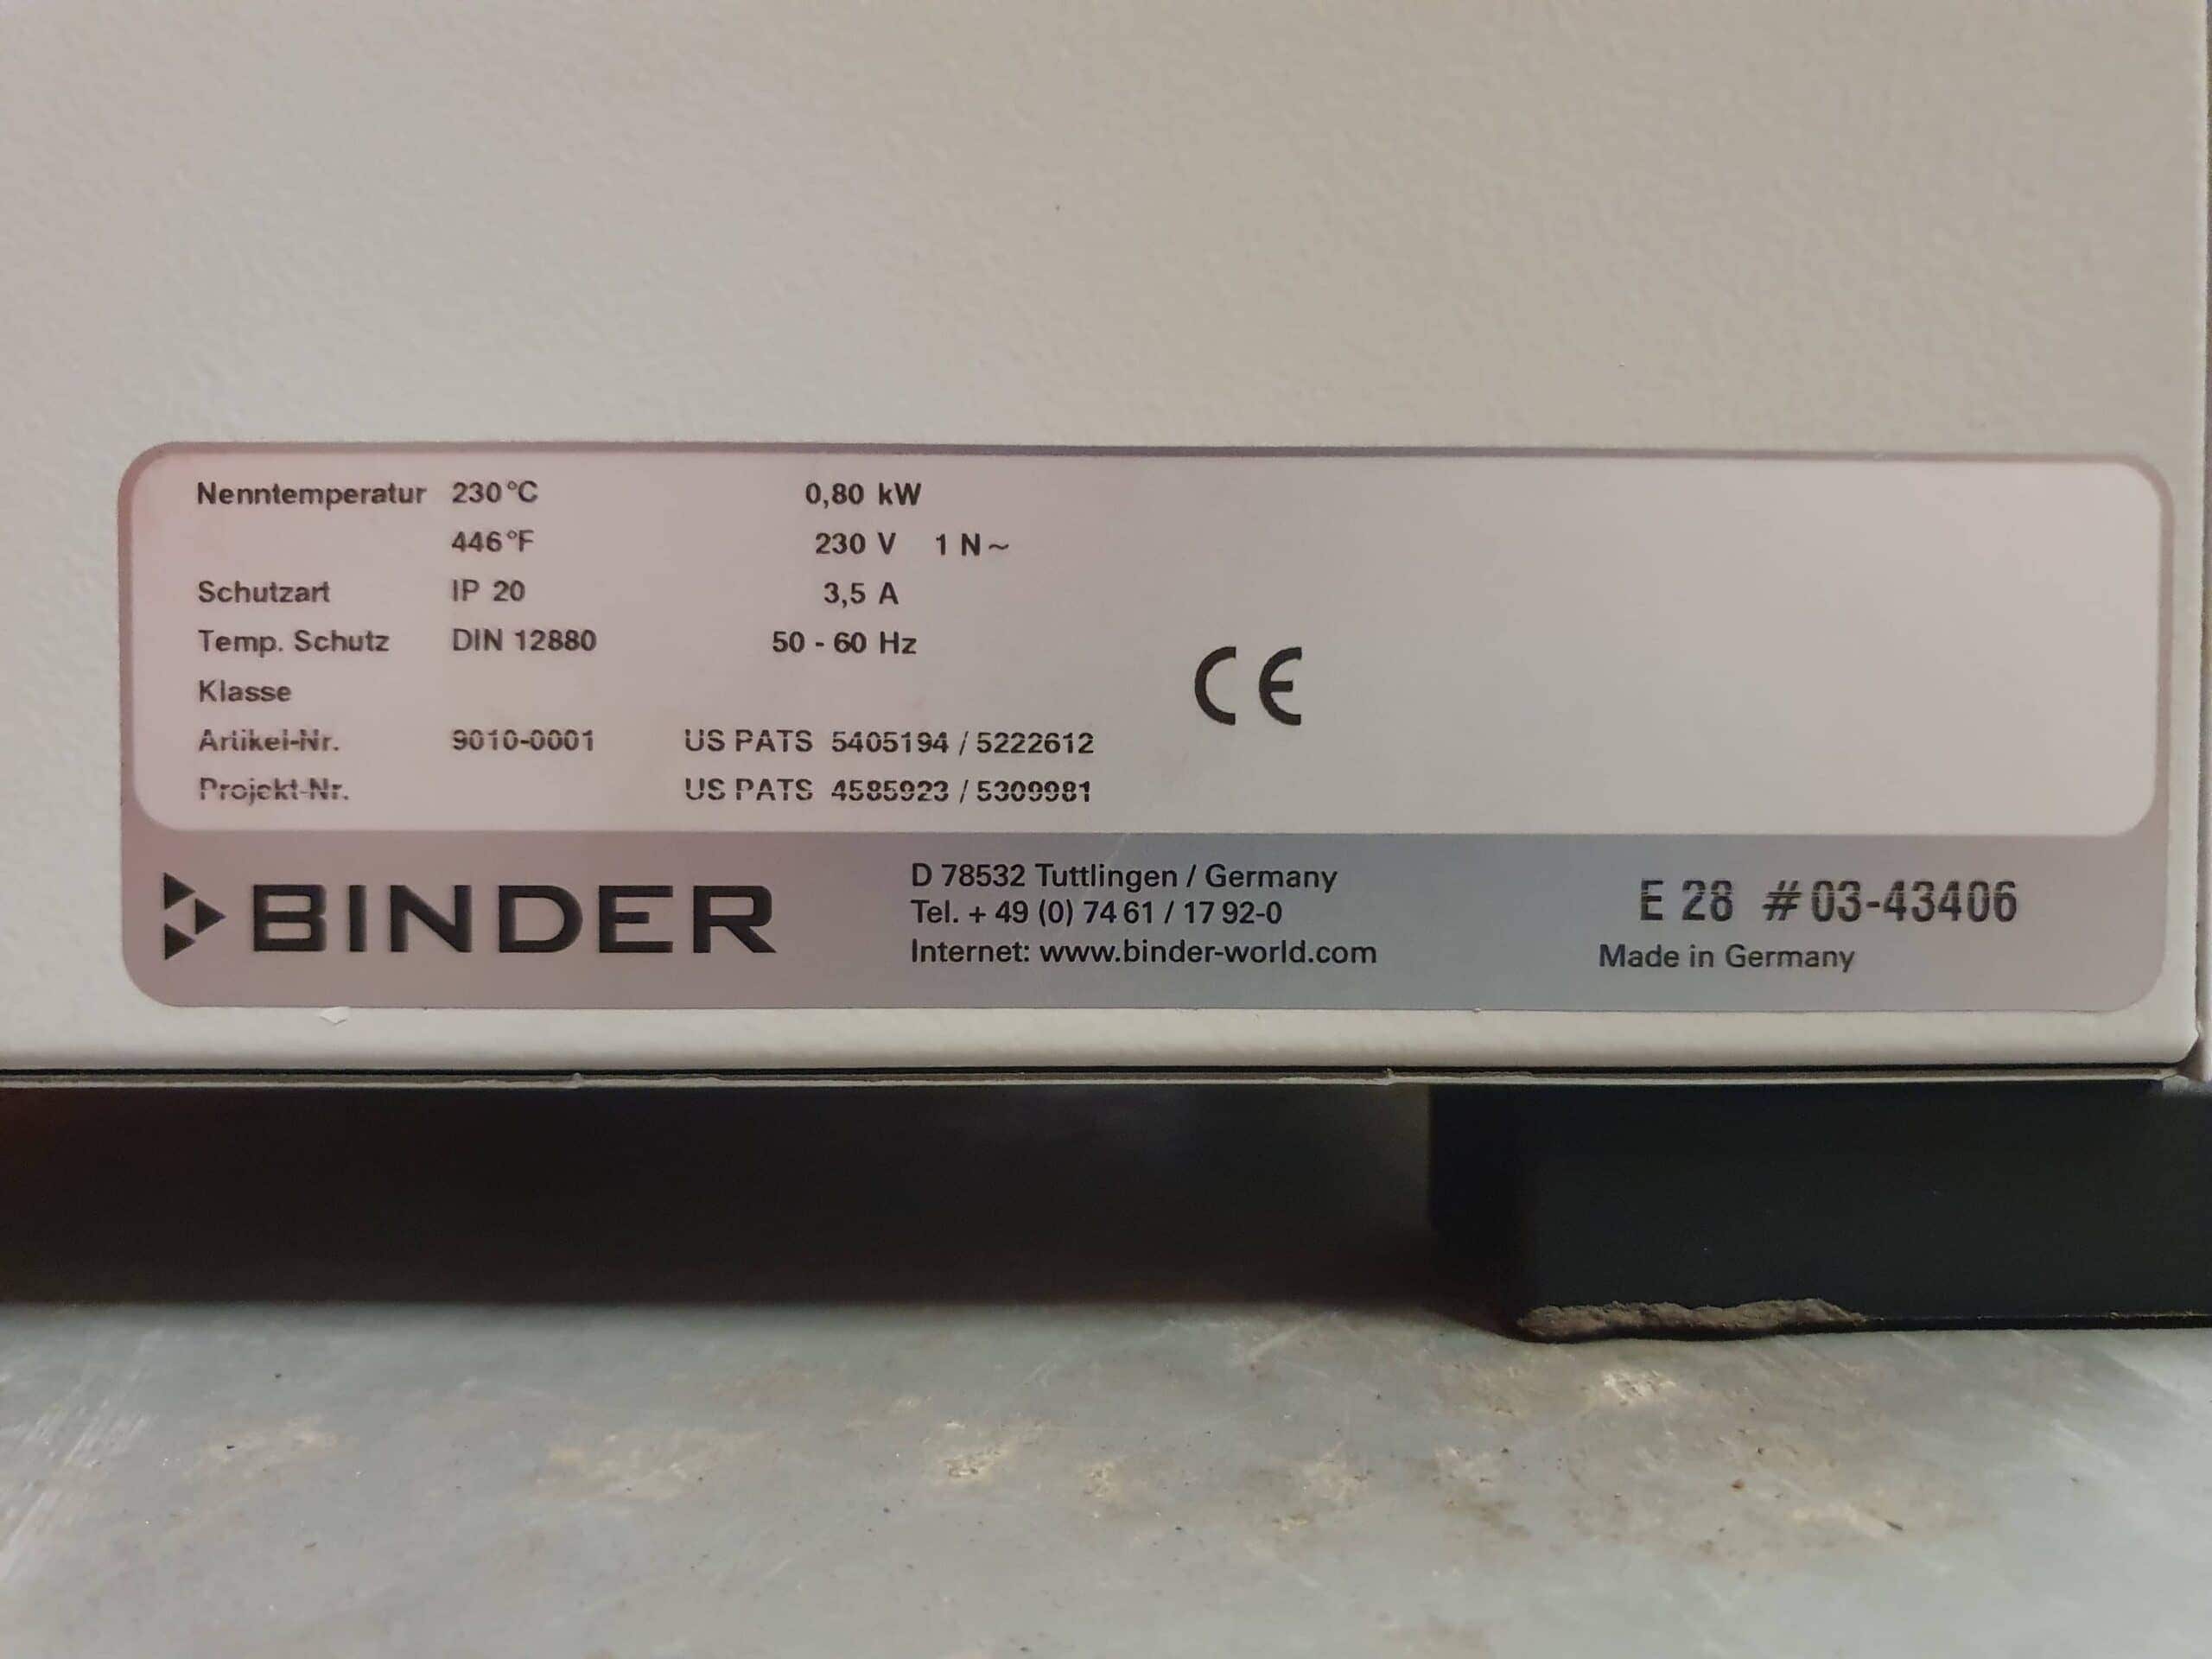 Nenntemperatur 230°C 0,80 kW
446°F 230 V 1 N~
Schutzart IP 20 3,5 A
Temp. Schutz DIN 12880 50 - 60 Hz
Klasse
CE
Artikel-Nr. 9010-0001 US PATS 5405194 / 5222612
Projekt-Nr. US PATS 4585923 / 5309981
BINDER
D 78532 Tuttlingen / Germany
Tel. + 49 (0) 74 61 / 17 92-0
Internet: www.binder-world.com
E 28 # 03-43406
Made in Germany